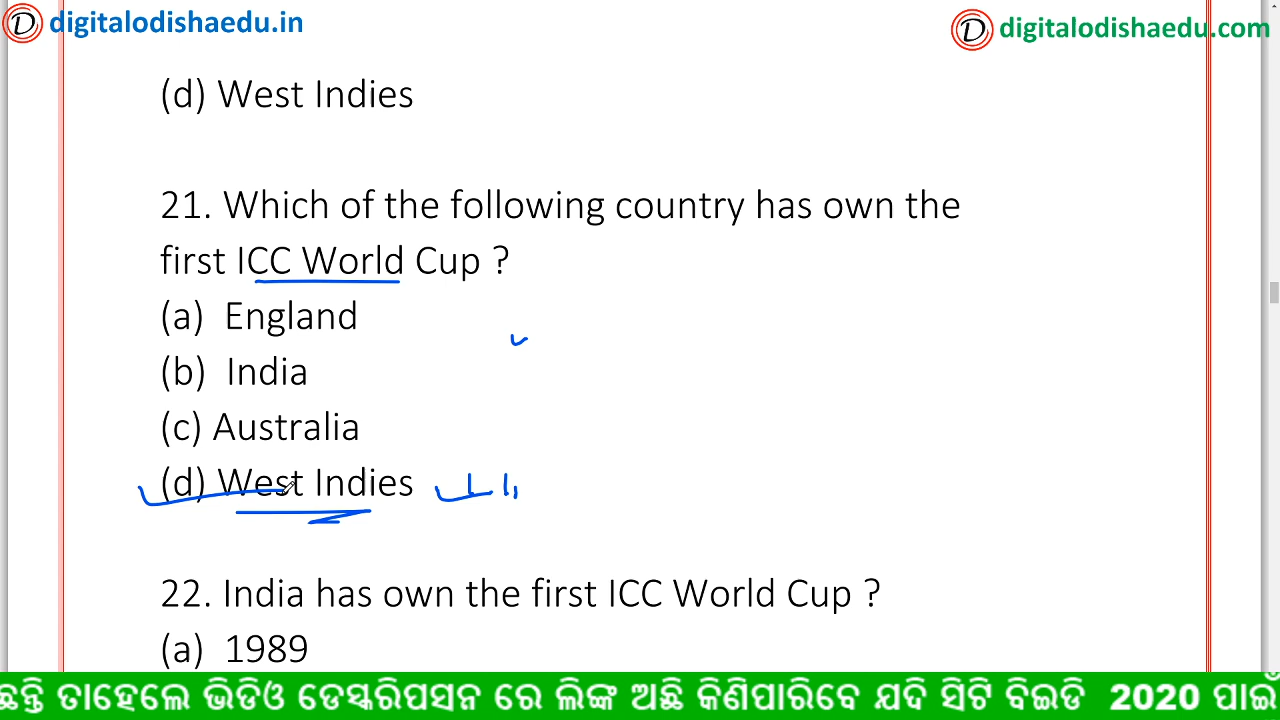 digitalodishaedu.in
digitalodishaedu.com
(d) West Indies
21. Which of the following country has own the
first ICC World Cup ?
(a) England
(b) India
(c) Australia
(d) West Indies
22. India has own the first ICC World Cup ?
(a) 1989
ଛନ୍ତି ତାହେଲେ ଭିଡିଓ ଡେସ୍କରିପସନ ରେ ଲିଙ୍କ ଅଛି କିଣିପାରିବେ ଯଦି ସିଟି ବିଇଡି 2020 ପାଇଁ